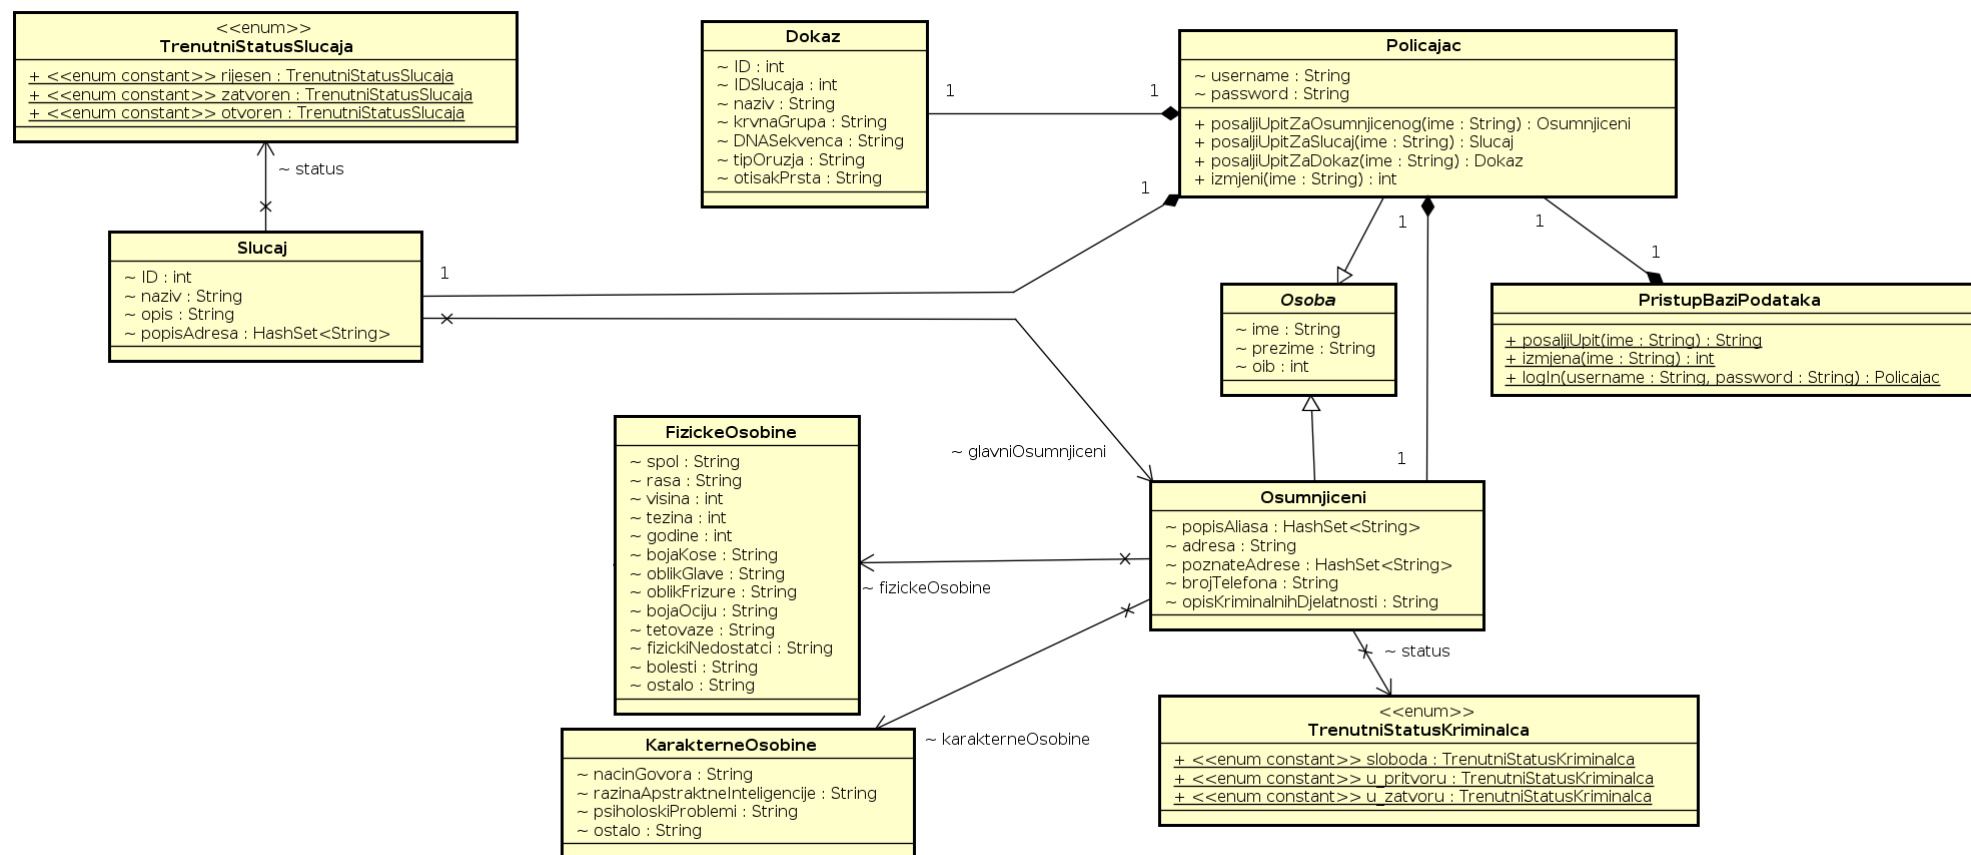 <<enum>>
TrenutniStatusSlucaja
+ <<enum constant>> rijesen : TrenutniStatusSlucaja
+ <<enum constant>> zatvoren : TrenutniStatusSlucaja
+ <<enum constant>> otvoren : TrenutniStatusSlucaja
~ status
Slucaj
~ ID : int
~ naziv : String
~ opis : String
~ popisAdresa : HashSet<String>
1
Dokaz
~ ID : int
~ IDSlucaja : int
~ naziv : String
~ krvnaGrupa : String
~ DNASekvenca : String
~ tipOruzja : String
~ otisakPrsta : String
1
1
1
Policajac
~ username : String
~ password : String
+ posaljiUpitZaOsumnjicenog(ime : String) : Osumnjiceni
+ posaljiUpitZaSlucaj(ime : String) : Slucaj
+ posaljiUpitZaDokaz(ime : String) : Dokaz
+ izmjeni(ime : String) : int
1
1
1
Osoba
~ ime : String
~ prezime : String
~ oib : int
PristupBaziPodataka
+ posaljiUpit(ime : String) : String
+ izmjena(ime : String) : int
+ logIn(username : String, password : String) : Policajac
~ glavniOsumnjiceni
1
FizickeOsobine
~ spol : String
~ rasa : String
~ visina : int
~ tezina : int
~ godine : int
~ bojaKose : String
~ oblikGlave : String
~ oblikFrizure : String
~ bojaOciju : String
~ tetovaze : String
~ fizickiNedostatci : String
~ bolesti : String
~ ostalo : String
~ fizickeOsobine
Osumnjiceni
~ popisAliasa : HashSet<String>
~ adresa : String
~ poznateAdrese : HashSet<String>
~ brojTelefona : String
~ opisKriminalnihDjelatnosti : String
~ status
KarakterneOsobine
~ nacinGovora : String
~ razinaApstraktneInteligencije : String
~ psiholoskiProblemi : String
~ ostalo : String
~ karakterneOsobine
<<enum>>
TrenutniStatusKriminalca
+ <<enum constant>> sloboda : TrenutniStatusKriminalca
+ <<enum constant>> u_pritvoru : TrenutniStatusKriminalca
+ <<enum constant>> u_zatvoru : TrenutniStatusKriminalca